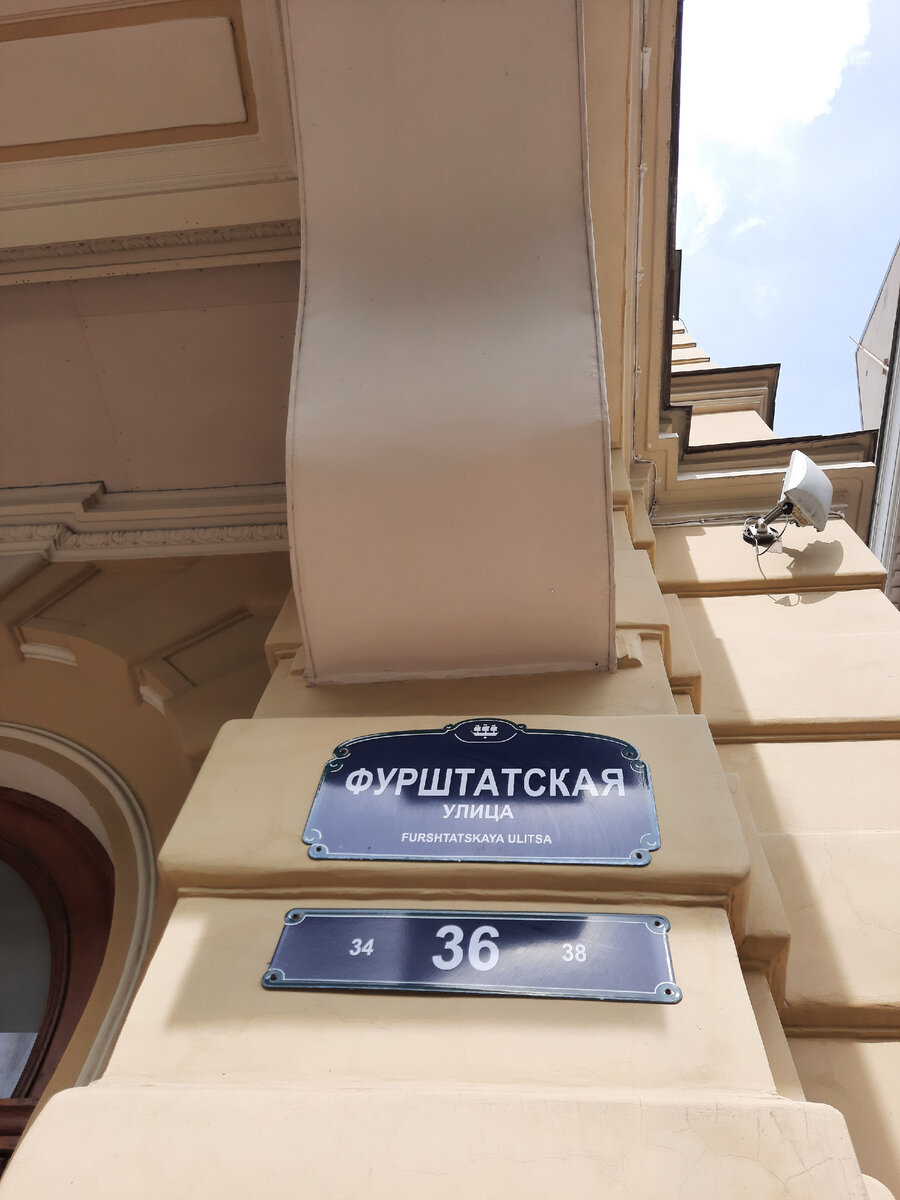 ФУРШТАТСКАЯ
УЛИЦА
FURSHTATSKAYA ULITSA
34 36 38